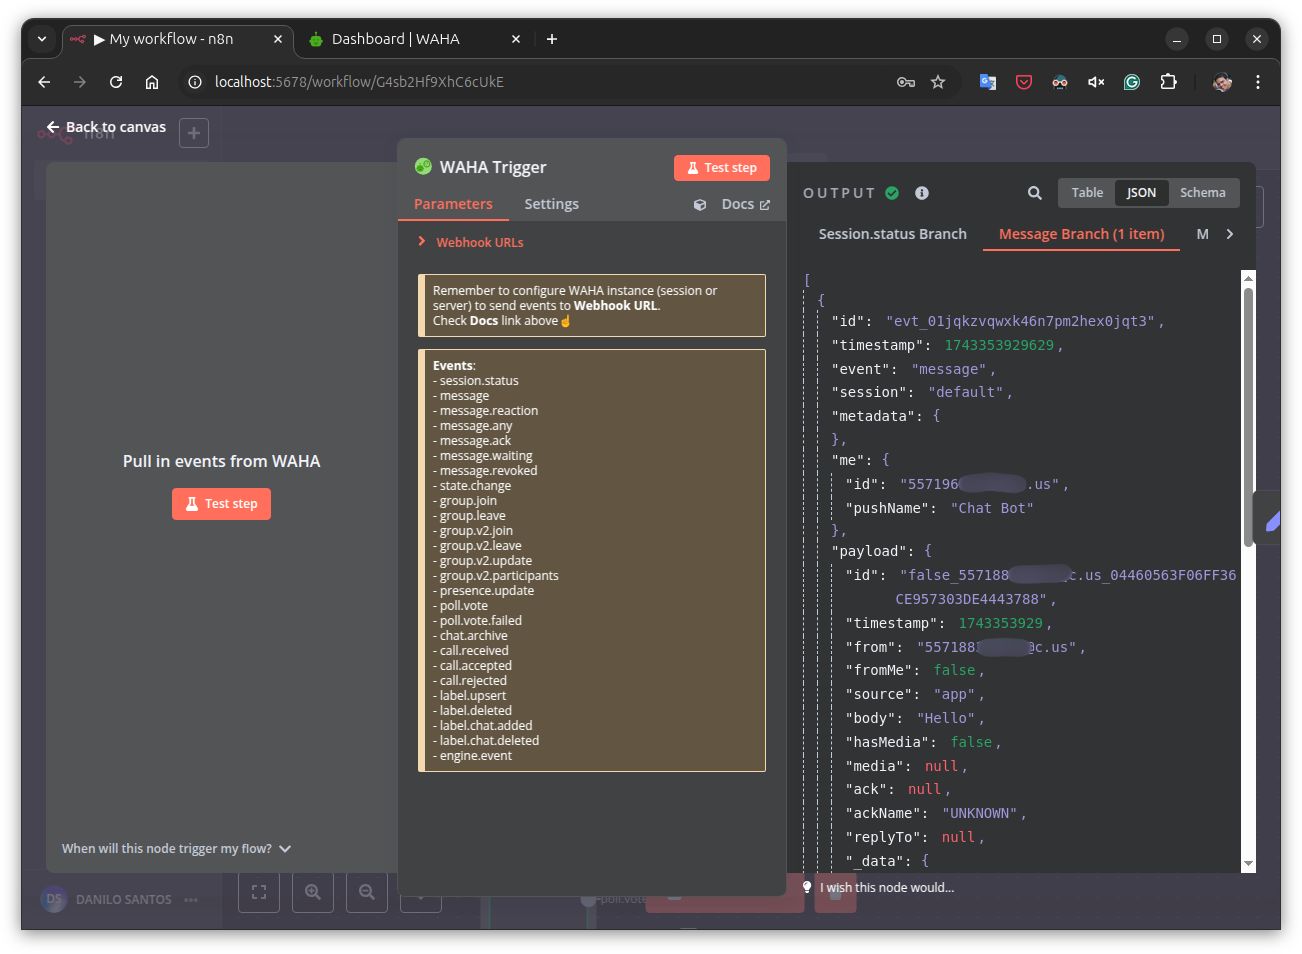 My workflow - n8n
Dashboard | WAHA
localhost:5678/workflow/G4sb2Hf9XhC6cUkE
Back to canvas
n8n
WAHA Trigger
Test step
Parameters
Settings
Docs
Webhook URLs
Remember to configure WAHA instance (session or
server) to send events to Webhook URL.
Check Docs link above☝
Events:
- session.status
- message
- message.reaction
- message.any
- message.ack
- message.waiting
- message.revoked
- state.change
- group.join
- group.leave
- group.v2.join
- group.v2.leave
- group.v2.update
- group.v2.participants
- presence.update
- poll.vote
- poll.vote.failed
- chat.archive
- call.received
- call.accepted
- call.rejected
- label.upsert
- label.deleted
- label.chat.added
- label.chat.deleted
- engine.event
Pull in events from WAHA
Test step
When will this node trigger my flow?
DS DANILO SANTOS
poll.vote
OUTPUT
Table JSON Schema
Session.status Branch
Message Branch (1 item)
M
[
{
"id": "evt_01jqkzvqwxk46n7pm2hex0jqt3",
"timestamp": 1743353929629,
"event": "message",
"session": "default",
"metadata": {
},
"me": {
"id": "557196 .us",
"pushName": "Chat Bot"
},
"payload": {
"id": "false_557188 c.us_04460563F06FF36
CE957303DE4443788",
"timestamp": 1743353929,
"from": "55718 @c.us",
"fromMe": false,
"source": "app",
"body": "Hello",
"hasMedia": false,
"media": null,
"ack": null,
"ackName": "UNKNOWN",
"replyTo": null,
"_data": {
I wish this node would...